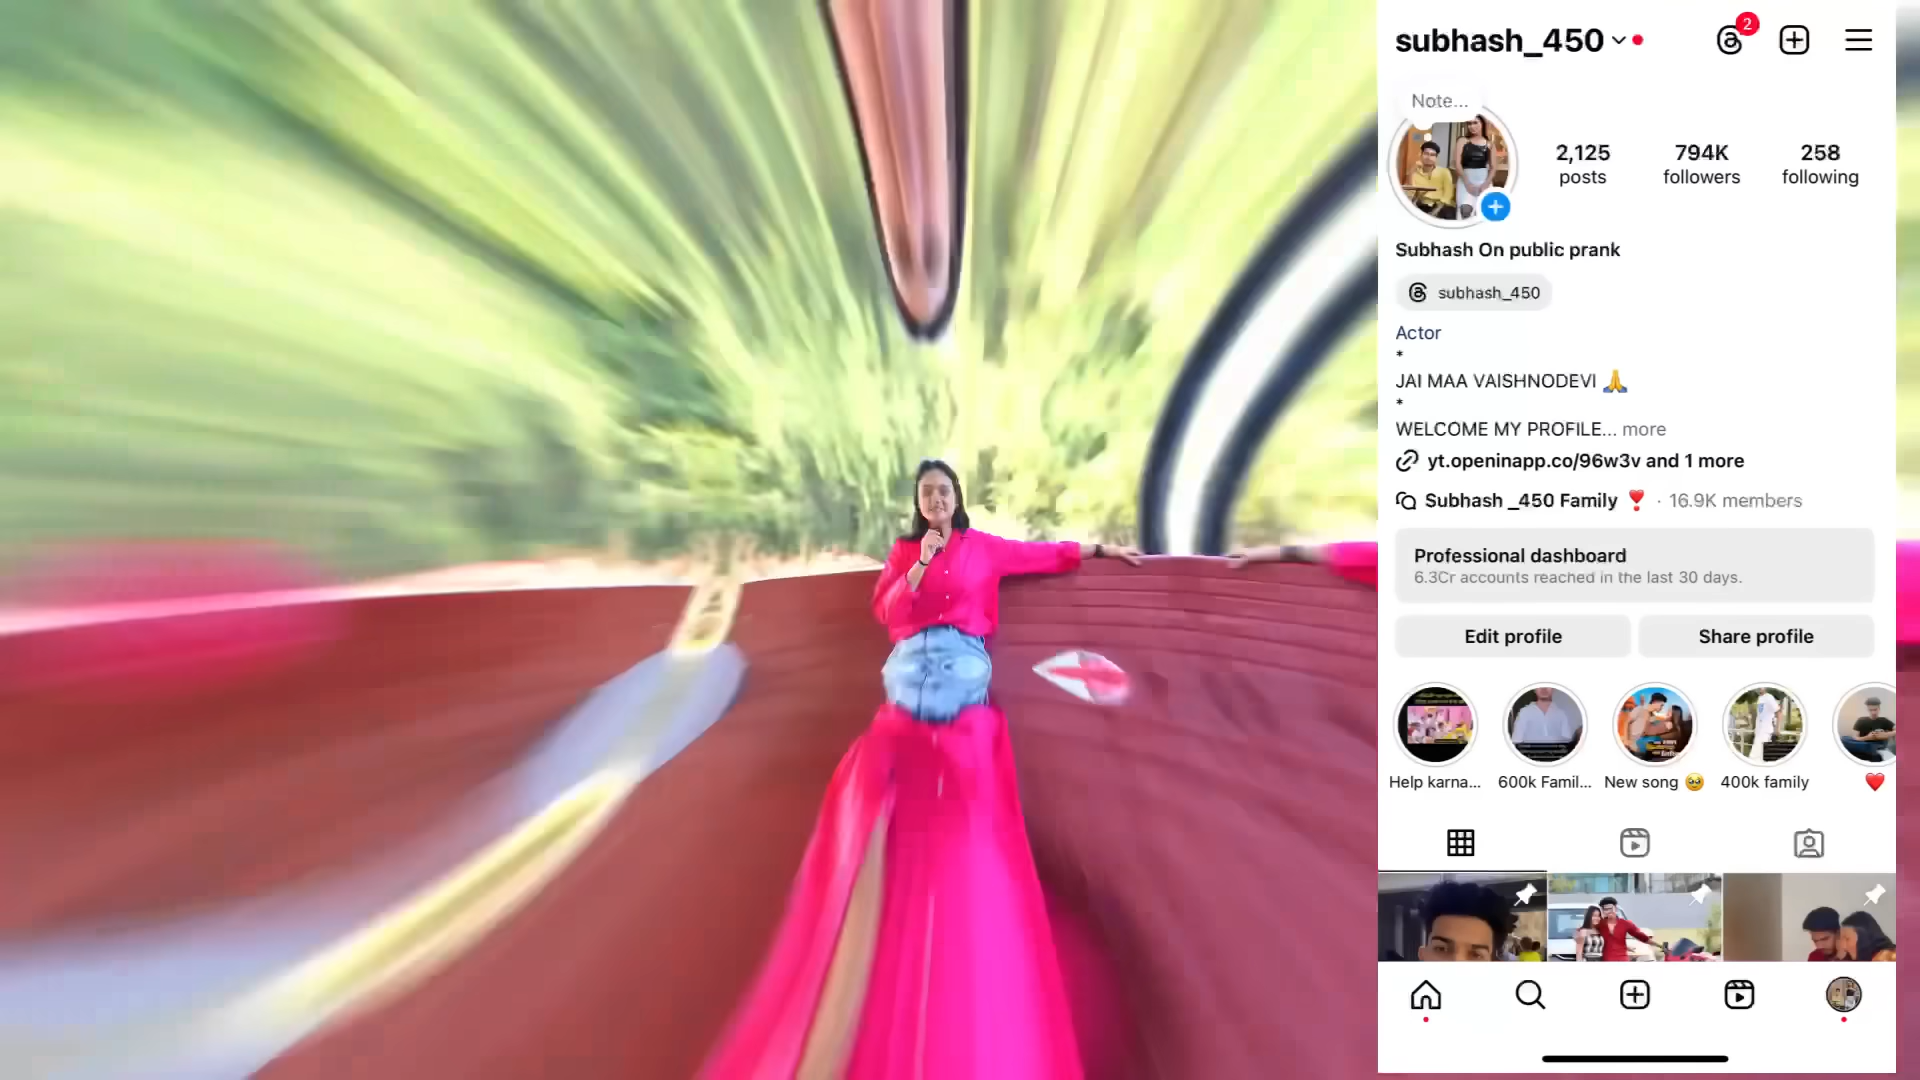 subhash_450
2
Note...
2,125 posts
794K followers
258 following
Subhash On public prank
subhash_450
Actor
*
JAI MAA VAISHNODEVI 🙏
*
WELCOME MY PROFILE... more
yt.openinapp.co/96w3v and 1 more
Subhash _450 Family ❣️ · 16.9K members
Professional dashboard
6.3Cr accounts reached in the last 30 days.
Edit profile
Share profile
Help karna...
600k Famil...
New song 🥹
400k family
❤️